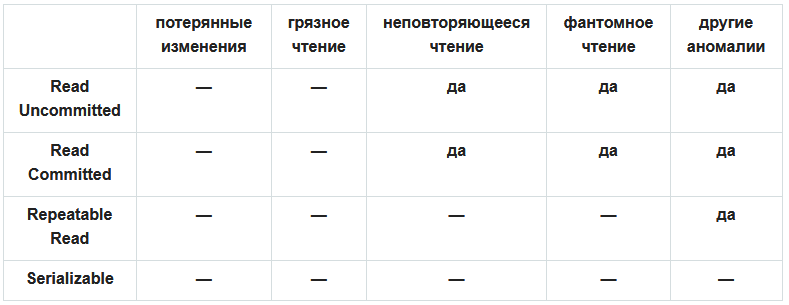 потерянные изменения | грязное чтение | неповторяющееся чтение | фантомное чтение | другие аномалии
Read Uncommitted | — | — | да | да | да
Read Committed | — | — | да | да | да
Repeatable Read | — | — | — | — | да
Serializable | — | — | — | — | —